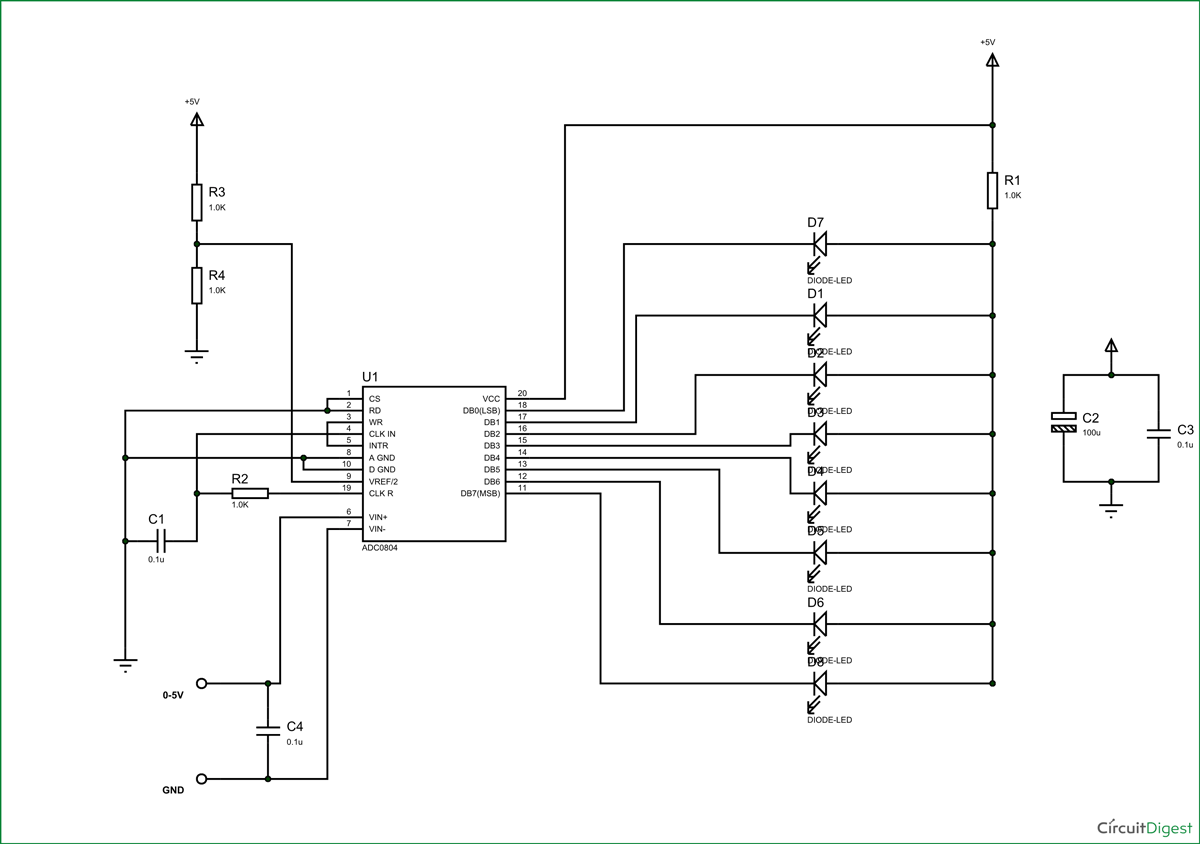 +5V
+5V
R3
1.0K
R4
1.0K
R1
1.0K
D7
DIODE-LED
D1
DIODE-LED
D2
DIODE-LED
D3
DIODE-LED
D4
DIODE-LED
D5
DIODE-LED
D6
DIODE-LED
D8
DIODE-LED
C2
100u
C3
0.1u
U1
1 CS VCC 20
2 RD DB0(LSB) 18
3 WR DB1 17
4 CLK IN DB2 16
5 INTR DB3 15
8 A GND DB4 14
10 D GND DB5 13
9 VREF/2 DB6 12
19 CLK R DB7(MSB) 11
6 VIN+
7 VIN-
ADC0804
R2
1.0K
C1
0.1u
0-5V
C4
0.1u
GND
CircuitDigest